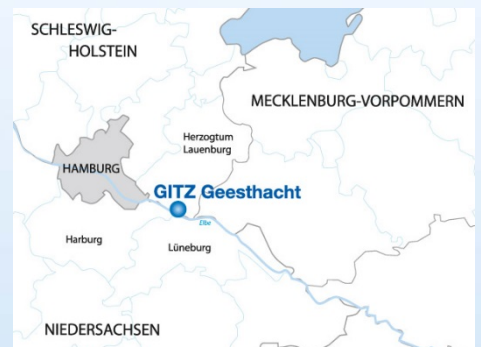 SCHLESWIG-
HOLSTEIN
MECKLENBURG-VORPOMMERN
Herzogtum
Lauenburg
HAMBURG
GITZ Geesthacht
Elbe
Harburg
Lüneburg
NIEDERSACHSEN